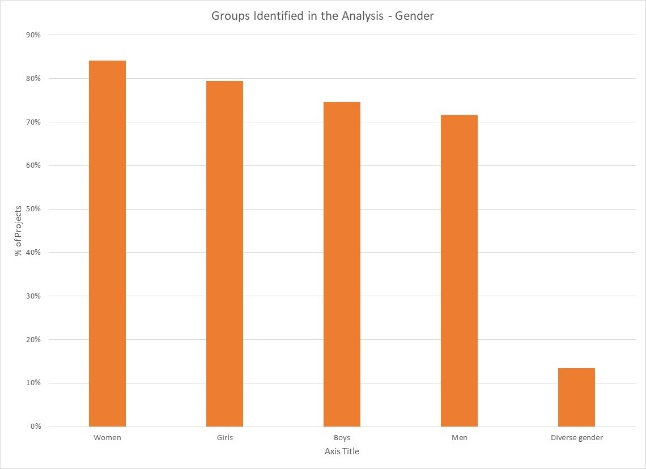 Groups Identified in the Analysis - Gender
90%
80%
70%
60%
50%
40%
30%
20%
10%
0%
% of Projects
Women Girls Boys Men Diverse gender
Axis Title